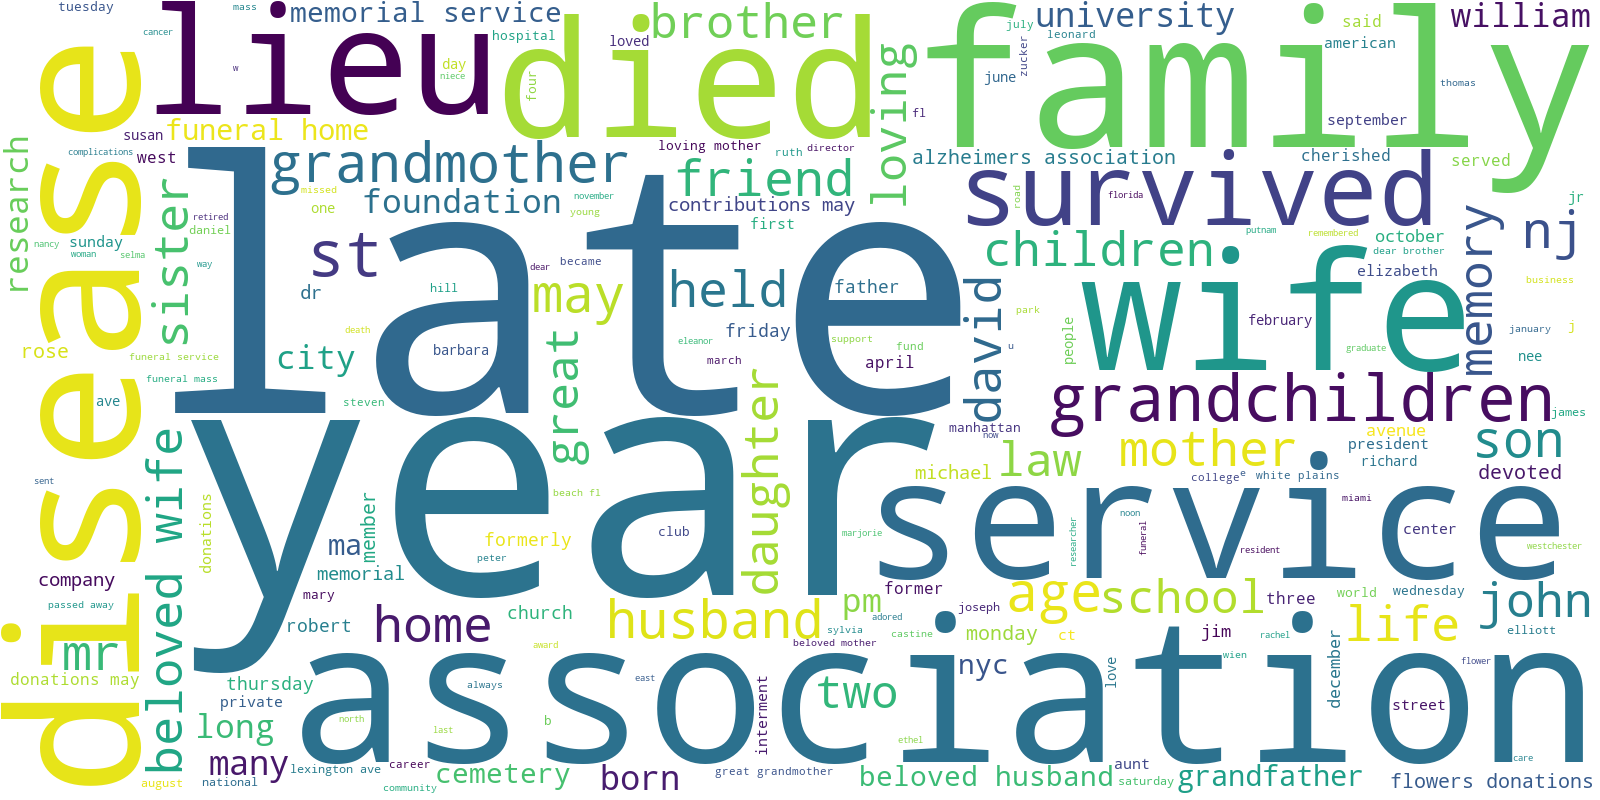 tuesday
mass
cancer
w
lieu
memorial service
hospital
died
brother
loved
day
niece
four
family
university
july
leonard
zucker
june
william
said
american
thomas
disease
susan
funeral home
west
complications
research
late
grandmother
loving
loving mother
ruth
director
fl
september
alzheimers association
cherished
served
missed
one
foundation
november
young
friend
contributions may
first
survived
florida
road
jr
retired
daniel
sister
sunday
nancy
woman
selma
way
st
dr
hill
dear
became
may
held
father
children
putnam
remembered
october
dear brother
elizabeth
memory
nj
business
rose
funeral service
funeral mass
city
death
barbara
great
friday
eleanor
march
support
fund
april
david
park
u
wife
people
february
january
j
graduate
nee
ave
steven
year
daughter
manhattan
now
grandchildren
james
mother
avenue
president
richard
son
devoted
law
michael
college
e
white plains
miami
service
sent
beloved wife
donations
member
ma
memorial
mary
formerly
peter
beach fl
club
marjorie
researcher
noon
funeral
resident
center
westchester
company
passed away
mr
donations may
robert
home
church
husband
pm
former
adored
sylvia
castine
beloved mother
joseph
monday
age
ct
school
three
jim
rachel
world
wednesday
life
john
elliott
thursday
private
long
north
association
award
always
east
last
b
interment
two
ethel
nyc
love
wien
december
flower
street
august
national
many
lexington ave
career
community
cemetery
born
great grandmother
beloved husband
aunt
saturday
grandfather
flowers donations
care